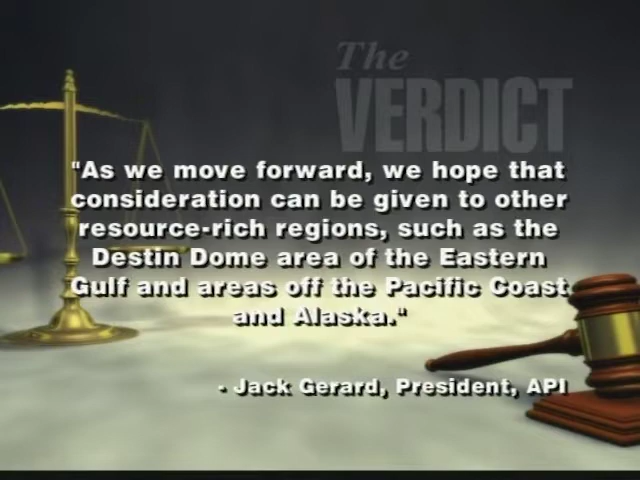 The
VERDICT
"As we move forward, we hope that
consideration can be given to other
resource-rich regions, such as the
Destin Dome area of the Eastern
Gulf and areas off the Pacific Coast
and Alaska."
- Jack Gerard, President, API